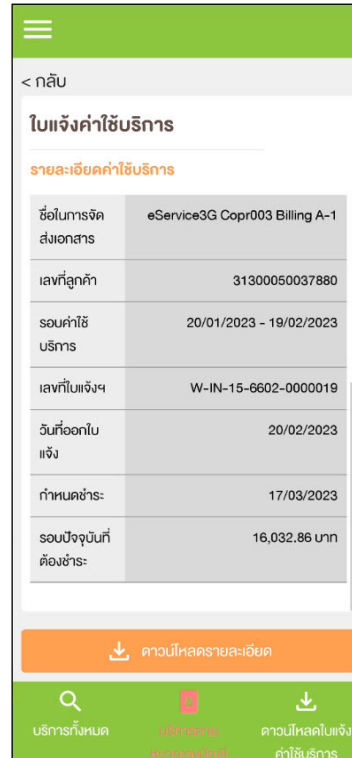 < กลับ
ใบแจ้งค่าใช้บริการ
รายละเอียดค่าใช้บริการ
ชื่อในการจัด
ส่งเอกสาร
eService3G Copr003 Billing A-1
เลขที่ลูกค้า
31300050037880
รอบค่าใช้
บริการ
20/01/2023 - 19/02/2023
เลขที่ใบแจ้งฯ
W-IN-15-6602-0000019
วันที่ออกใบ
แจ้ง
20/02/2023
กำหนดชำระ
17/03/2023
รอบปัจจุบันที่
ต้องชำระ
16,032.86 บาท
ดาวน์โหลดรายละเอียด
บริการทั้งหมด
ดาวน์โหลดใบแจ้ง
ค่าใช้บริการ